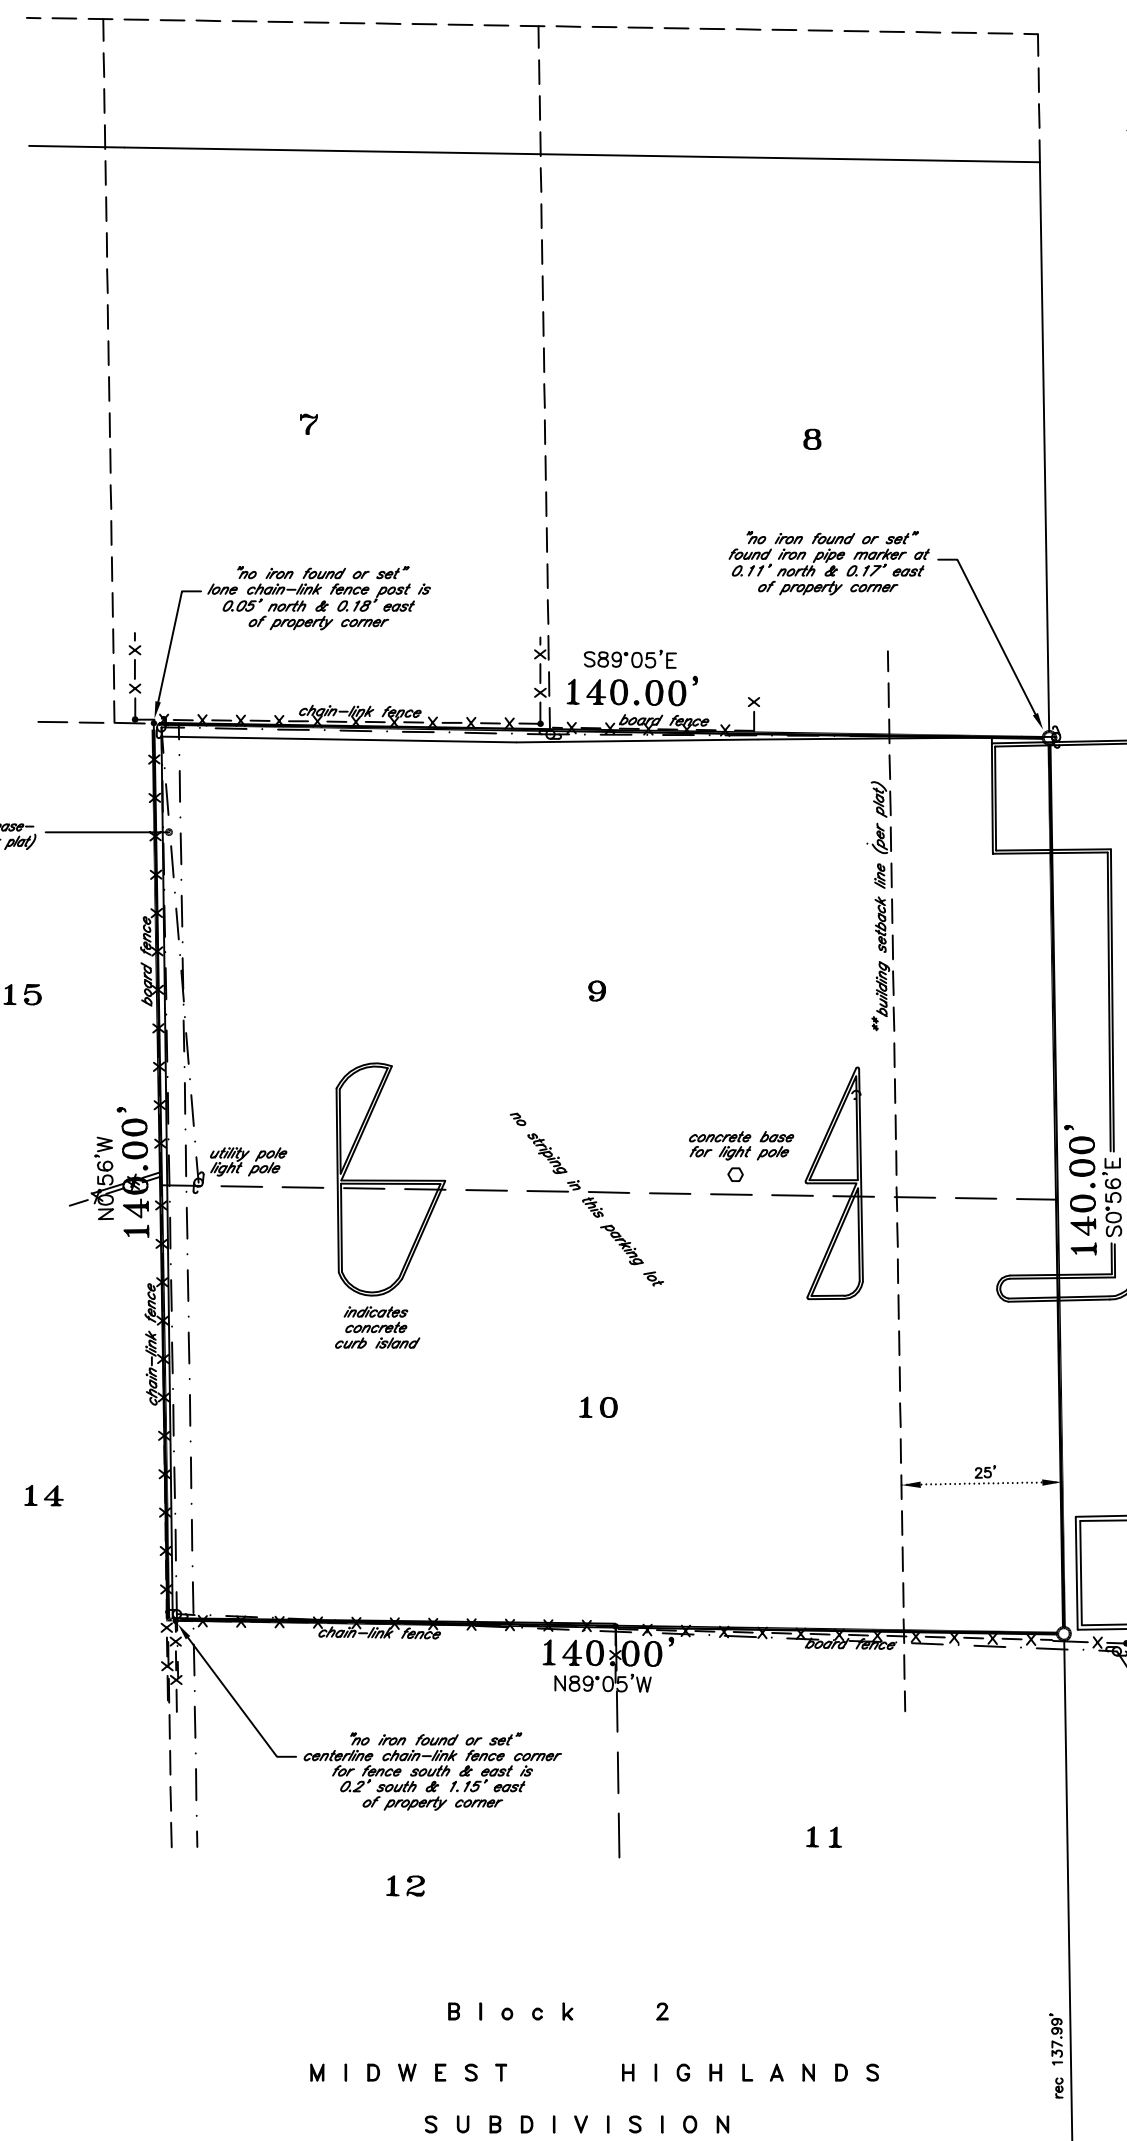 7
8
"no iron found or set"
found iron pipe marker at
0.11' north & 0.17' east
of property corner
"no iron found or set"
lone chain-link fence post is
0.05' north & 0.18' east
of property corner
S89°05'E
140.00'
chain-link fence
board fence
ase-
plat)
**building setback line (per plat)
board fence
15
9
N0°56'W
140.00'
utility pole
light pole
no striping in this parking lot
concrete base
for light pole
140.00'
S0°56'E
chain-link fence
indicates
concrete
curb island
10
25'
14
chain-link fence
board fence
140.00'
N89°05'W
"no iron found or set"
centerline chain-link fence corner
for fence south & east is
0.2' south & 1.15' east
of property corner
11
12
Block 2
MIDWEST HIGHLANDS
SUBDIVISION
rec 137.99'